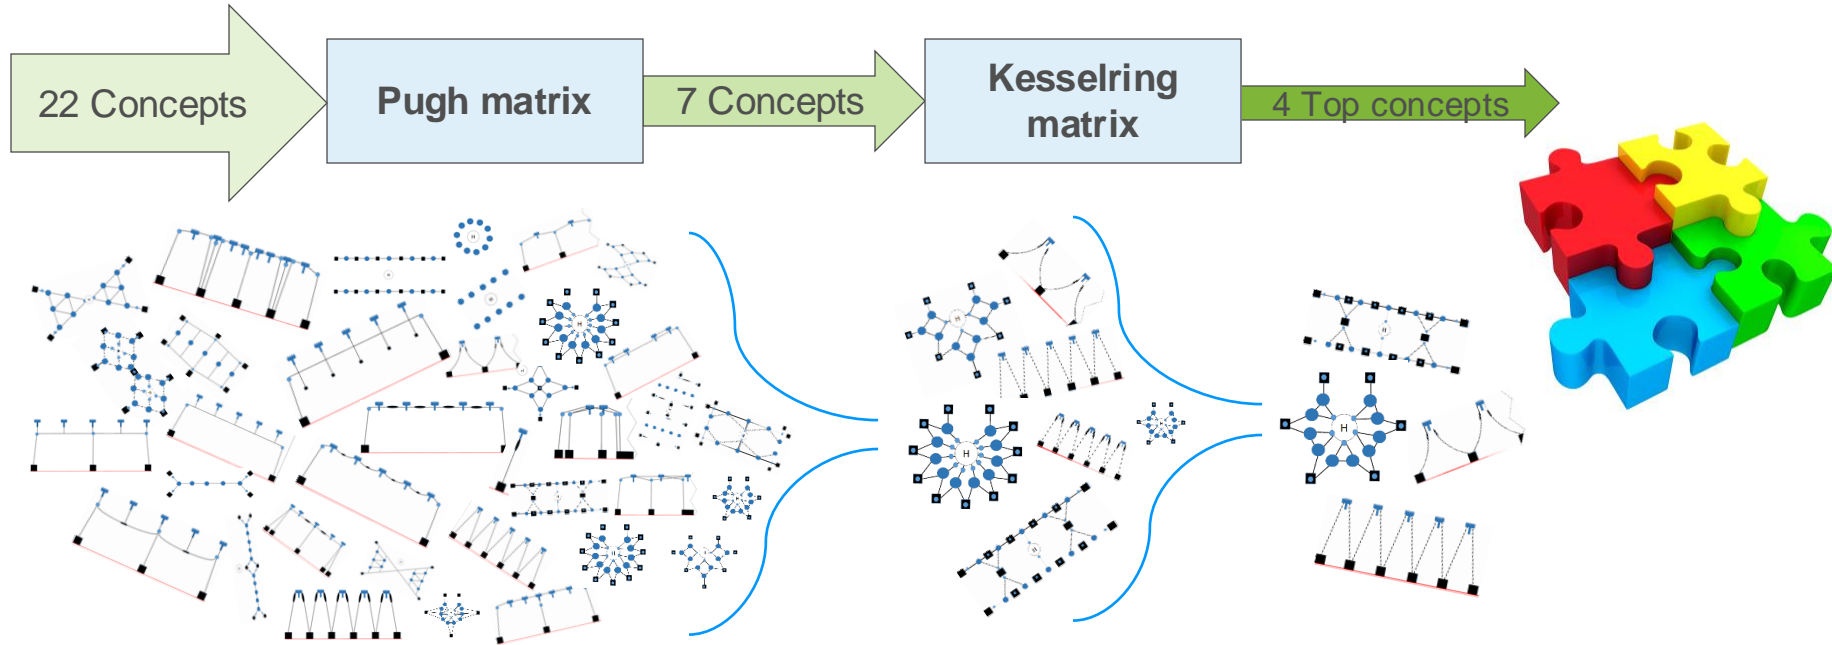 22 Concepts
Pugh matrix
7 Concepts
Kesselring
matrix
4 Top concepts
H
H
H
H